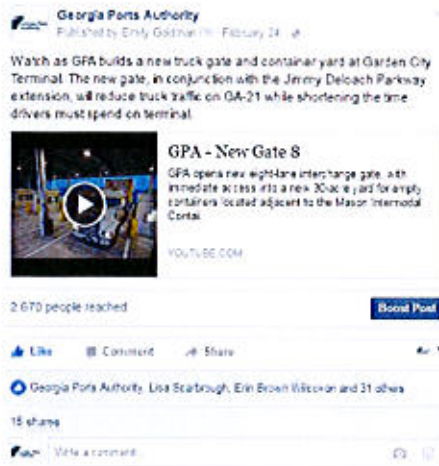 Georgia Ports Authority
Published by Emily Goldman · February 24
Watch as GPA builds a new truck gate and container yard at Garden City
Terminal. The new gate, in conjunction with the Jimmy Deloach Parkway
extension, will reduce truck traffic on GA-21 while shortening the time
drivers must spend on terminal.
GPA - New Gate 8
GPA opens new eight-lane interchange gate, with
immediate access into a new 30-acre yard for empty
containers located adjacent to the Mason Intermodal
Contai
YOUTUBE.COM
2,670 people reached
Boost Post
Like Comment Share
Georgia Ports Authority, Lisa Scarbrough, Erin Brown and 31 others
15 shares
Write a comment